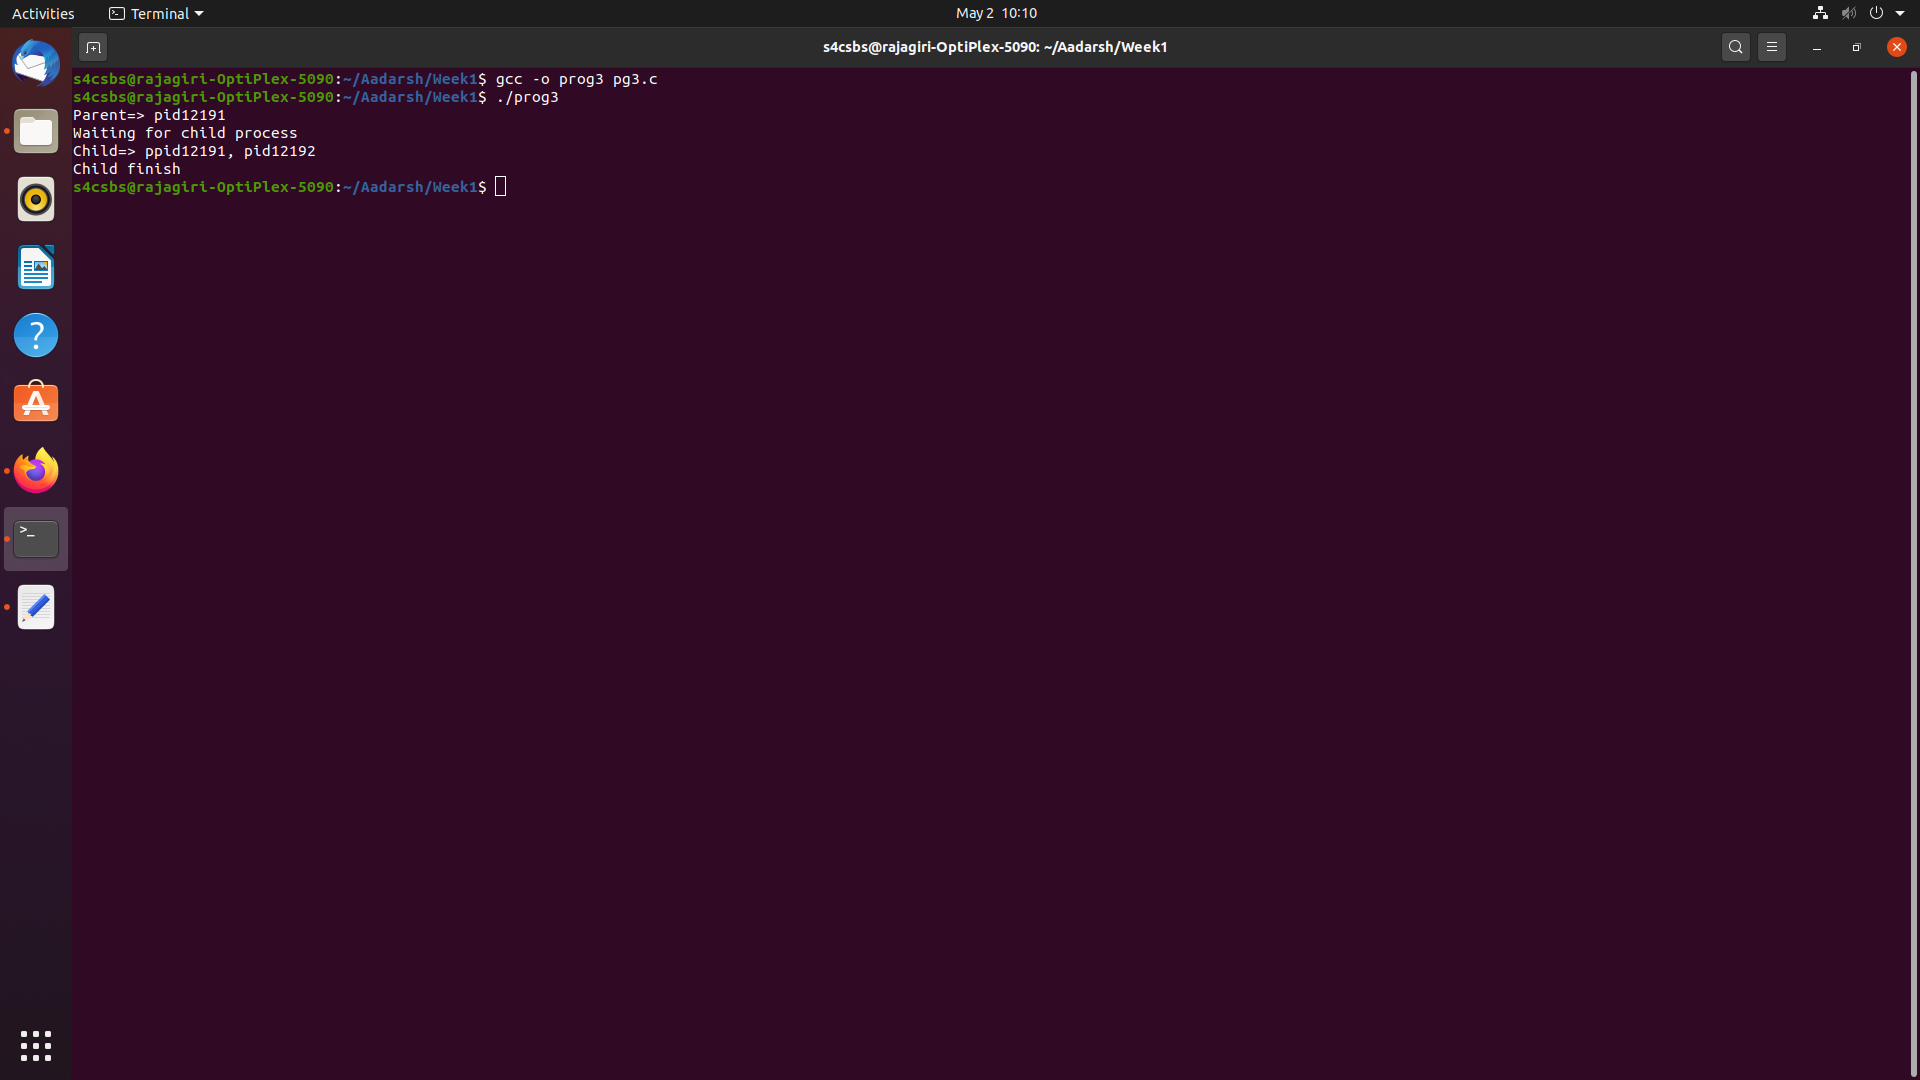 Activities
Terminal
May 2 10:10
s4csbs@rajagiri-OptiPlex-5090: ~/Aadarsh/Week1
s4csbs@rajagiri-OptiPlex-5090:~/Aadarsh/Week1$ gcc -o prog3 pg3.c
s4csbs@rajagiri-OptiPlex-5090:~/Aadarsh/Week1$ ./prog3
Parent=> pid12191
Waiting for child process
Child=> ppid12191, pid12192
Child finish
s4csbs@rajagiri-OptiPlex-5090:~/Aadarsh/Week1$